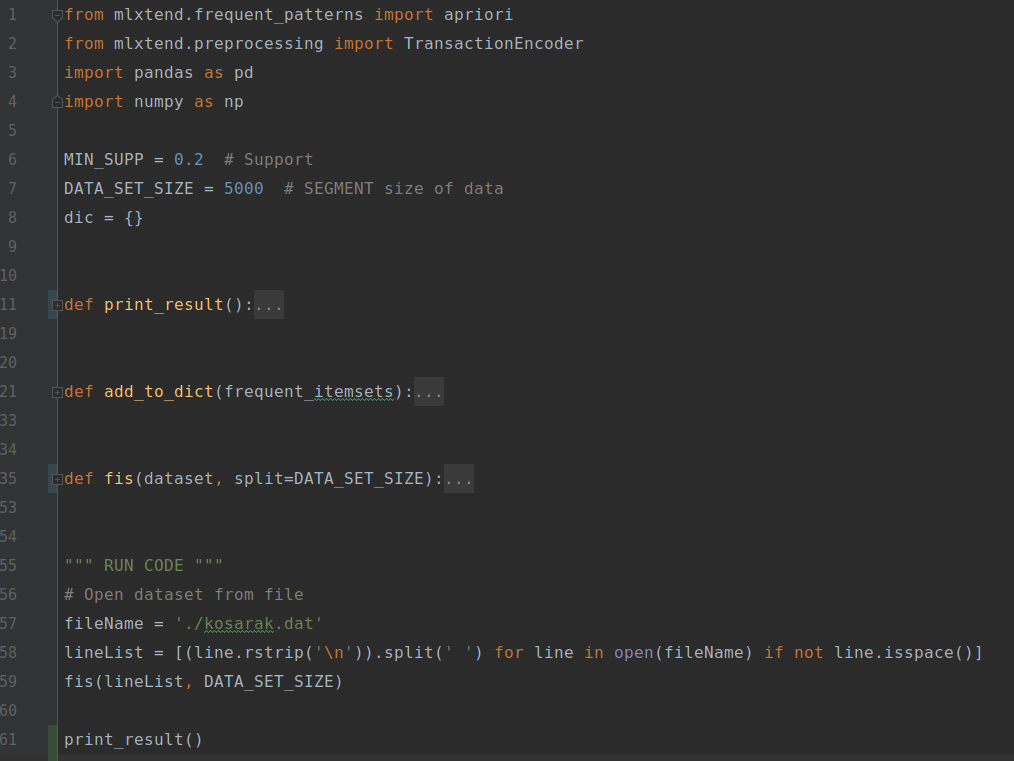 1 from mlxtend.frequent_patterns import apriori
2 from mlxtend.preprocessing import TransactionEncoder
3 import pandas as pd
4 import numpy as np
5
6 MIN_SUPP = 0.2  # Support
7 DATA_SET_SIZE = 5000  # SEGMENT size of data
8 dic = {}
9
10
11 def print_result():...
19
20
21 def add_to_dict(frequent_itemsets):...
33
34
35 def fis(dataset, split=DATA_SET_SIZE):...
53
54
55 """ RUN CODE """
56 # Open dataset from file
57 fileName = './kosarak.dat'
58 lineList = [(line.rstrip('\n')).split(' ') for line in open(fileName) if not line.isspace()]
59 fis(lineList, DATA_SET_SIZE)
60
61 print_result()